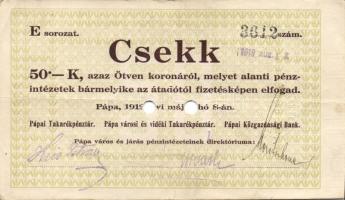 E sorozat. 3612 szám.
Csekk
50·—K, azaz Ötven koronáról, melyet alanti pénz-
intézetek bármelyike az átadótól fizetésképen elfogad.
Pápa, 1919 évi május hó 8-án.
Pápai Takarékpénztár. Pápa városi és vidéki Takarékpénztár. Pápai Közgazdasági Bank.
Pápa város és járás pénzintézeteinek direktóriuma: